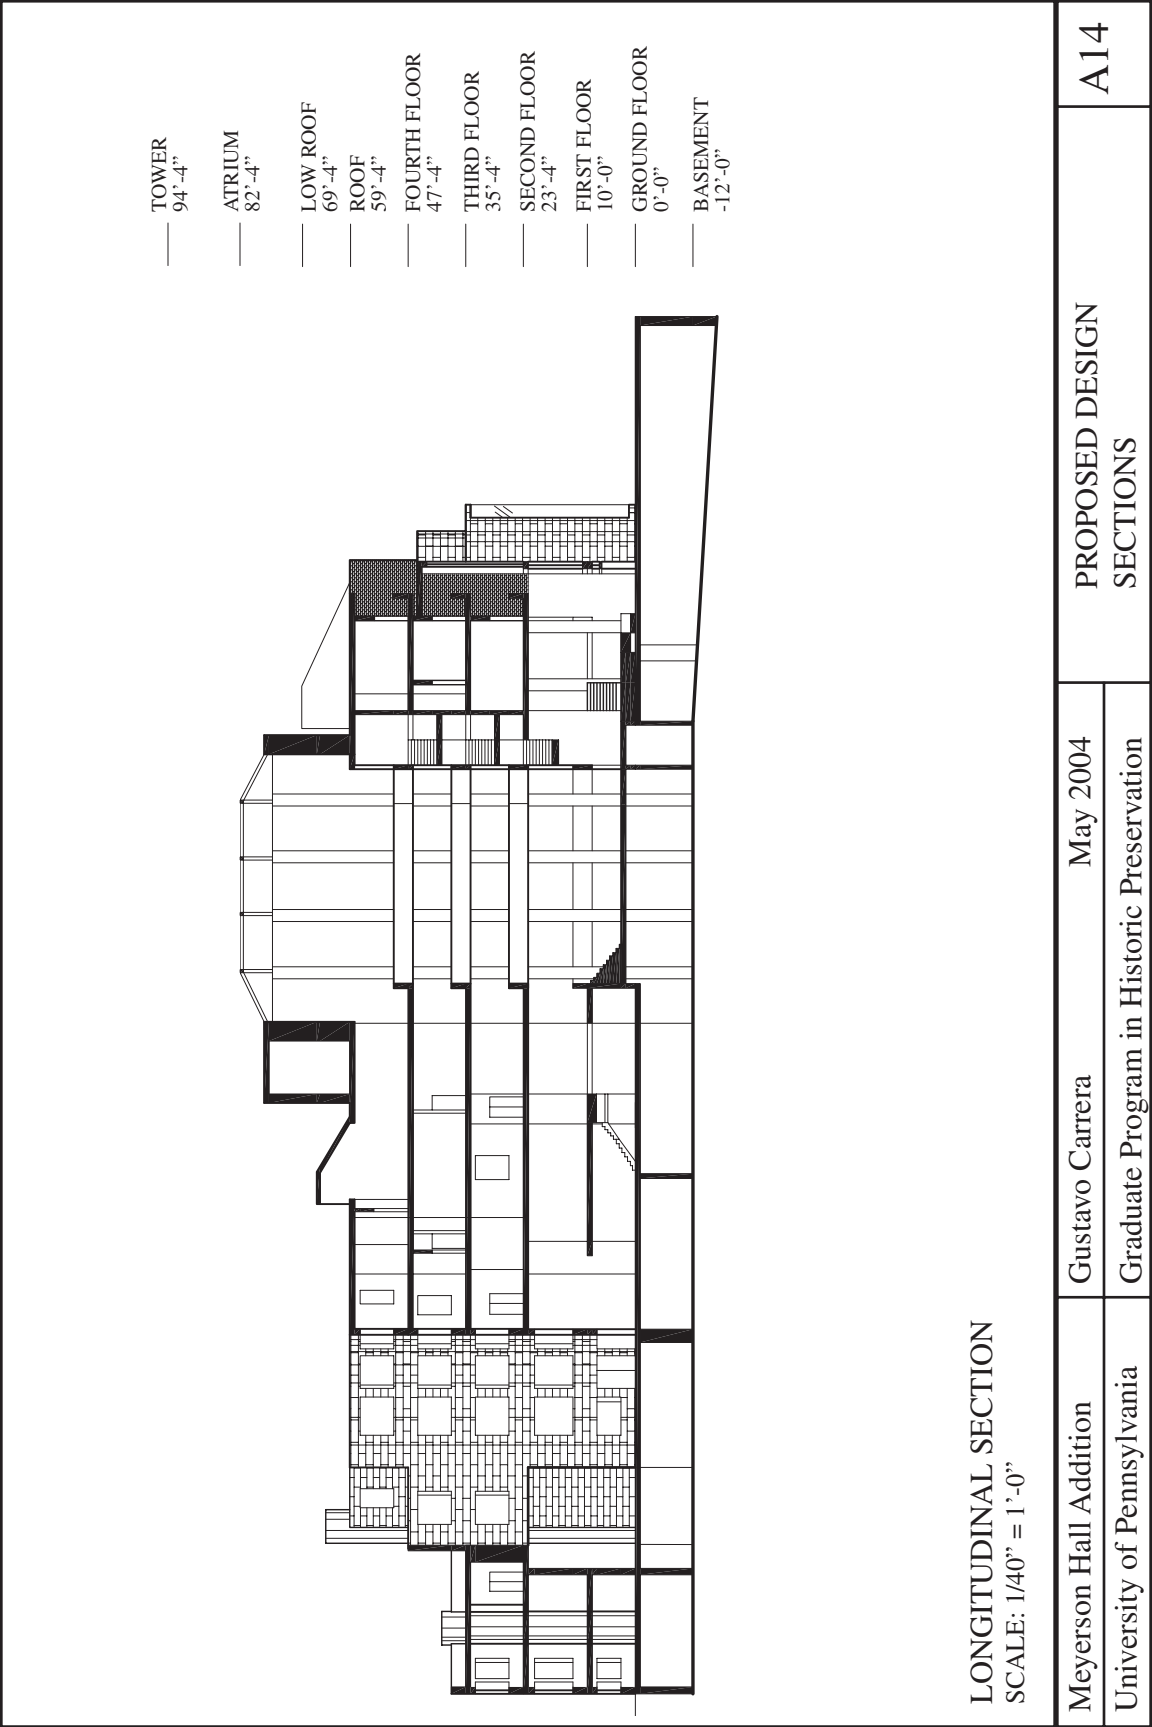 TOWER
94'-4”
ATRIUM
82'-4”
LOW ROOF
69'-4”
ROOF
59'-4”
FOURTH FLOOR
47'-4”
THIRD FLOOR
35'-4”
SECOND FLOOR
23'-4”
FIRST FLOOR
10'-0”
GROUND FLOOR
0'-0”
BASEMENT
-12'-0”
LONGITUDINAL SECTION
SCALE: 1/40” = 1'-0”
Meyerson Hall Addition
University of Pennsylvania
Gustavo Carrera May 2004
Graduate Program in Historic Preservation
PROPOSED DESIGN
SECTIONS
A14